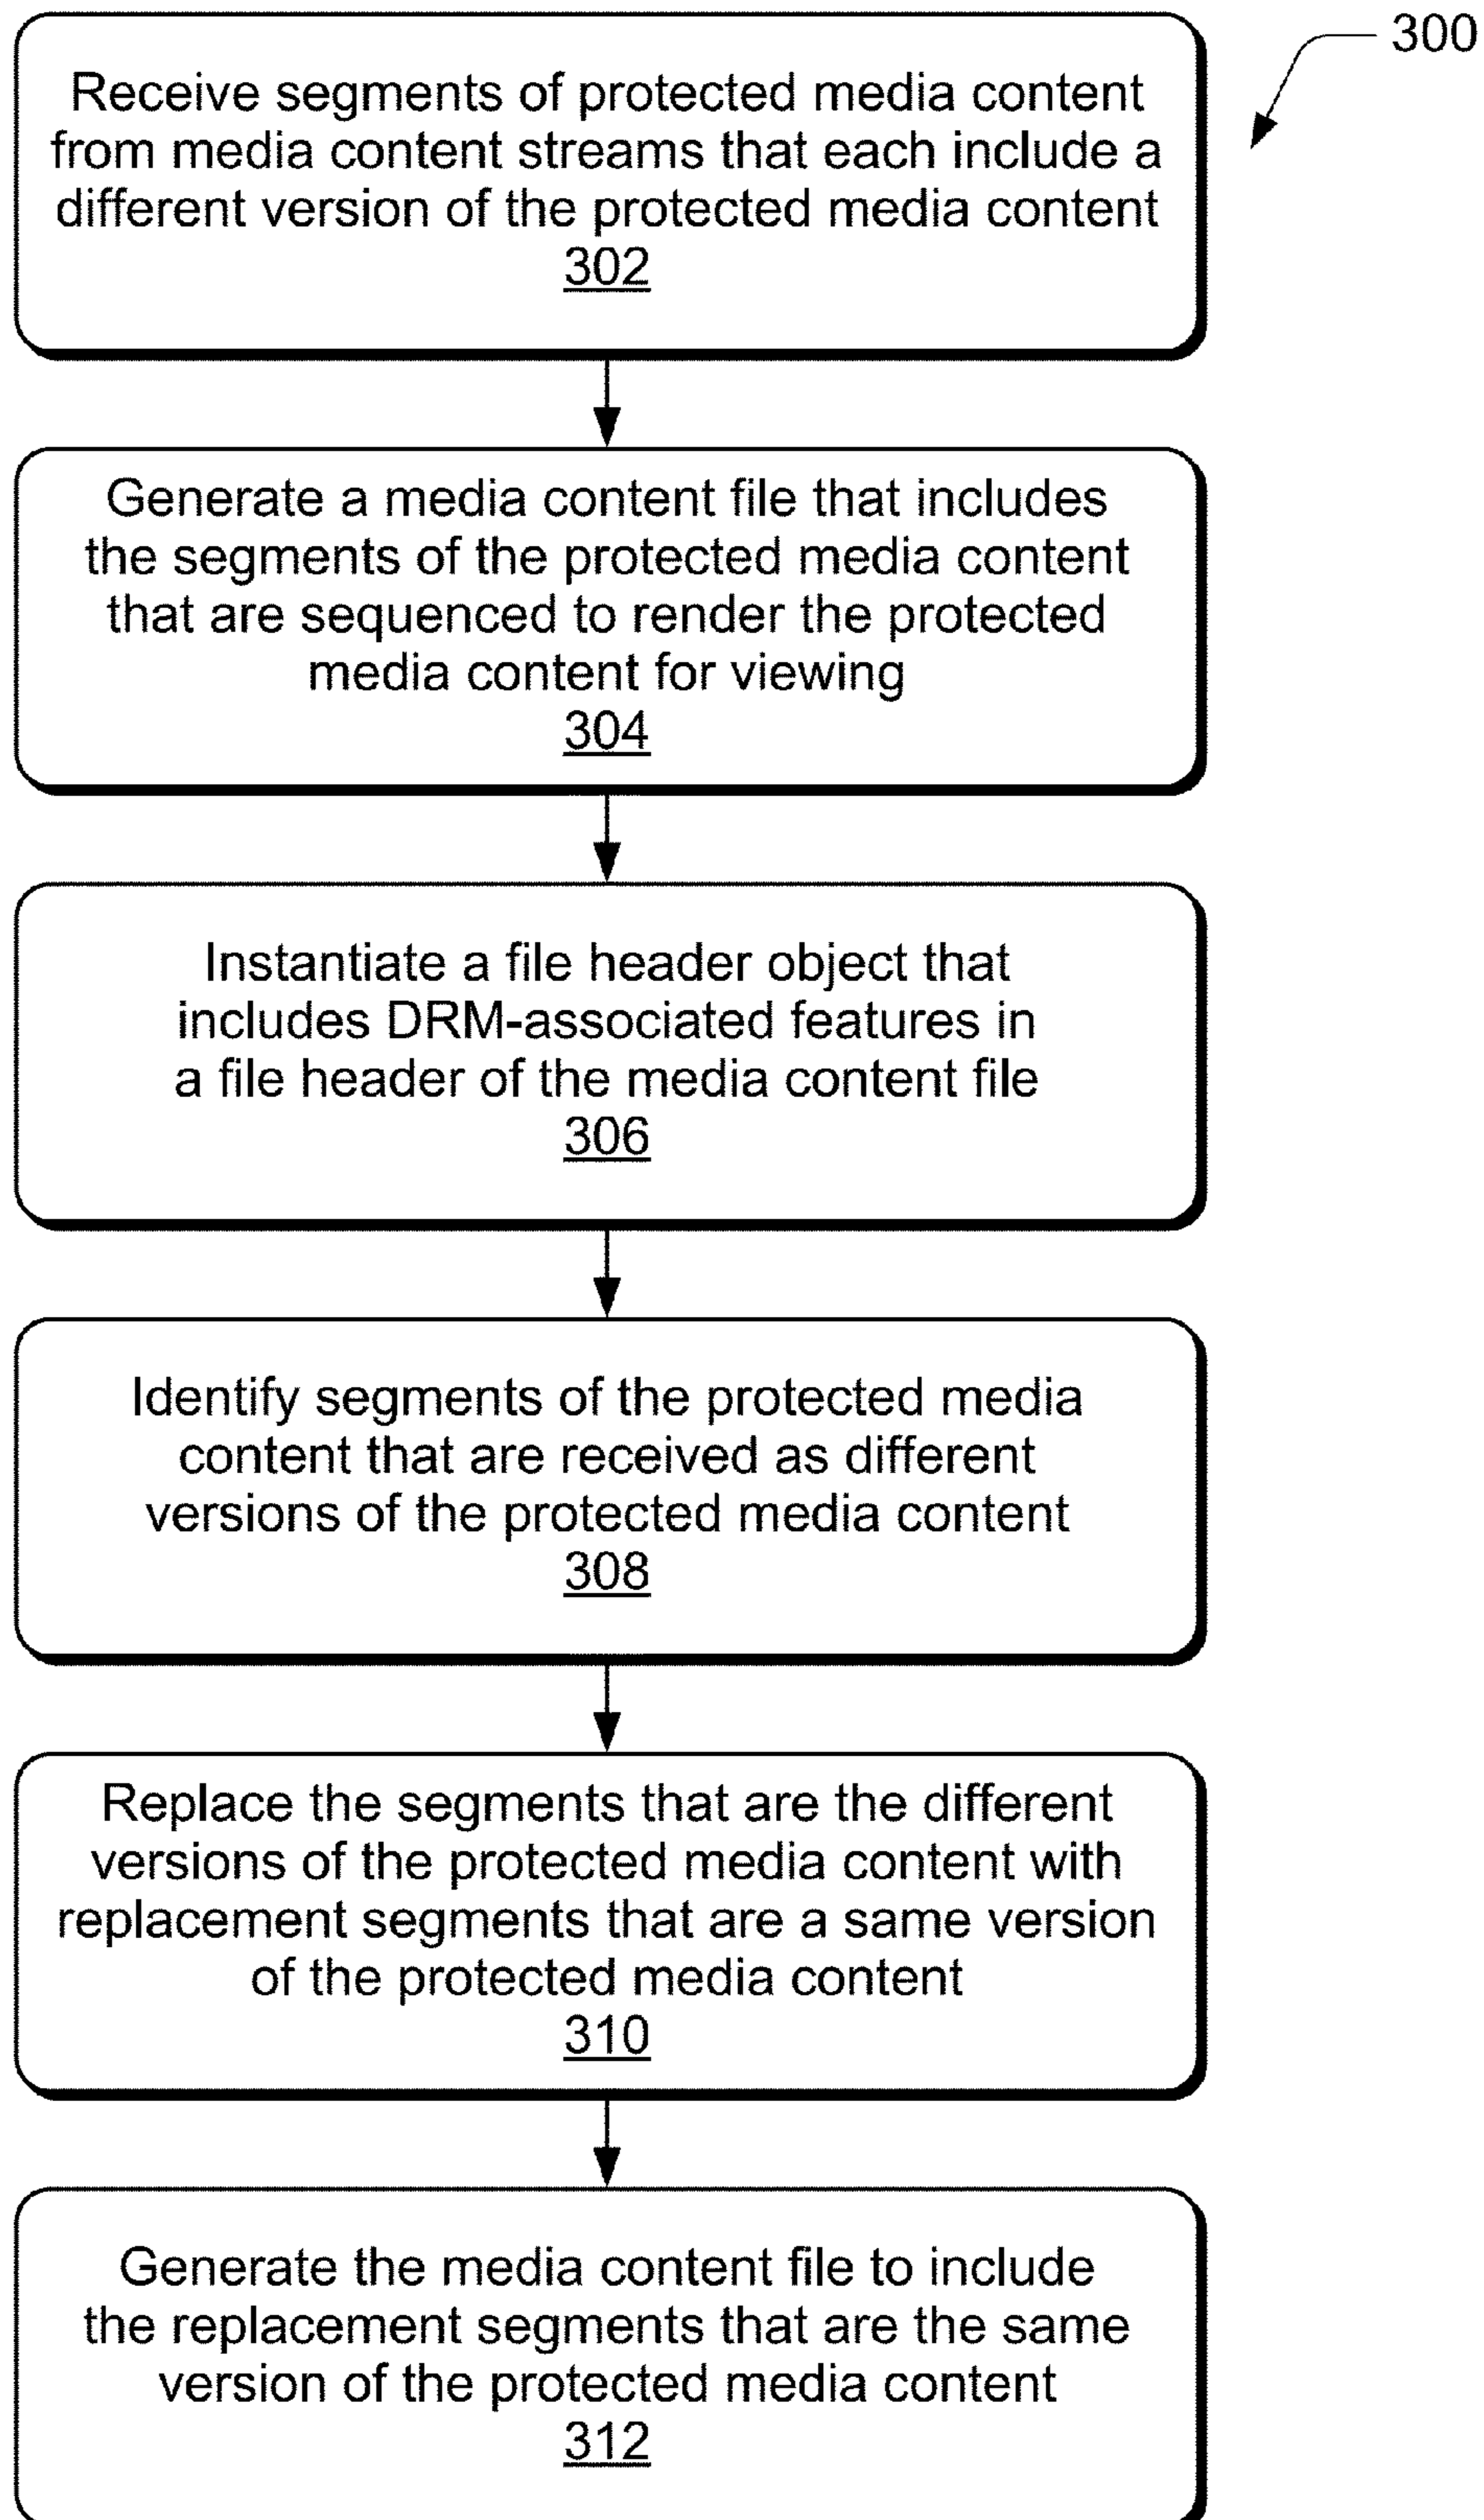 300
Receive segments of protected media content
from media content streams that each include a
different version of the protected media content
302
Generate a media content file that includes
the segments of the protected media content
that are sequenced to render the protected
media content for viewing
304
Instantiate a file header object that
includes DRM-associated features in
a file header of the media content file
306
Identify segments of the protected media
content that are received as different
versions of the protected media content
308
Replace the segments that are the different
versions of the protected media content with
replacement segments that are a same version
of the protected media content
310
Generate the media content file to include
the replacement segments that are the same
version of the protected media content
312